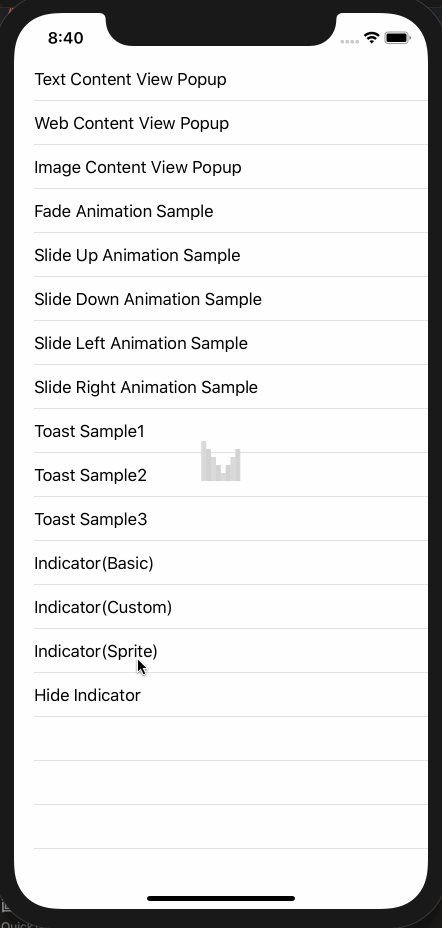 8:40
Text Content View Popup
Web Content View Popup
Image Content View Popup
Fade Animation Sample
Slide Up Animation Sample
Slide Down Animation Sample
Slide Left Animation Sample
Slide Right Animation Sample
Toast Sample1
Toast Sample2
Toast Sample3
Indicator(Basic)
Indicator(Custom)
Indicator(Sprite)
Hide Indicator